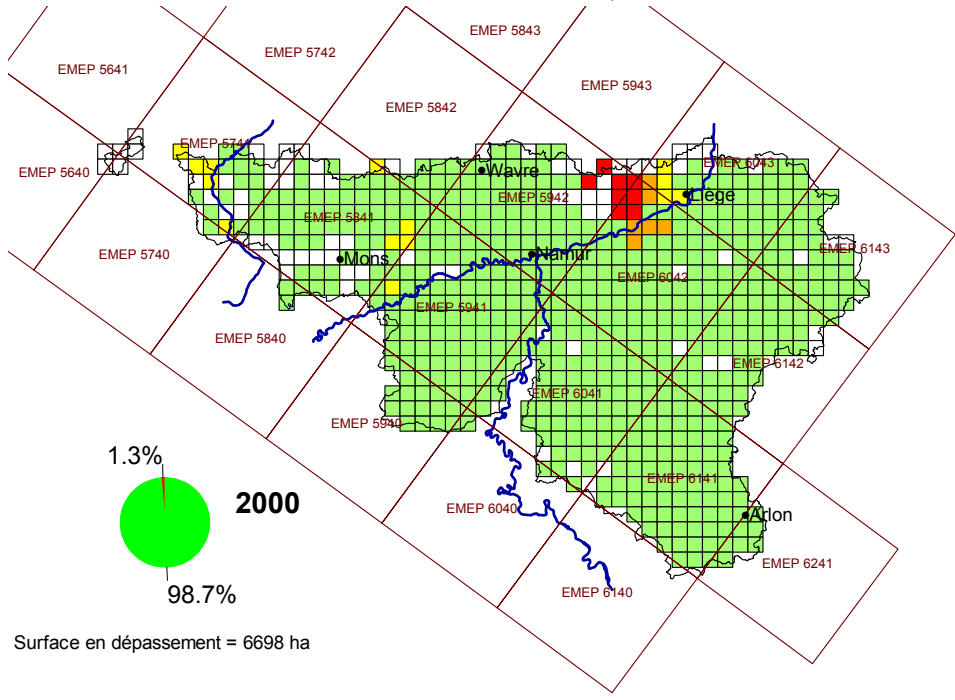 EMEP 5843
EMEP 5742
EMEP 5641
EMEP 5943
EMEP 5842
EMEP 5741
EMEP 6043
EMEP 5640
Wavre
EMEP 5942
Liège
EMEP 5841
EMEP 6143
EMEP 5740
Mons
Namur
EMEP 6042
EMEP 5941
EMEP 5840
EMEP 6142
EMEP 6041
EMEP 5940
1.3%
EMEP 6141
2000
EMEP 6040
Arlon
EMEP 6241
98.7%
EMEP 6140
Surface en dépassement = 6698 ha